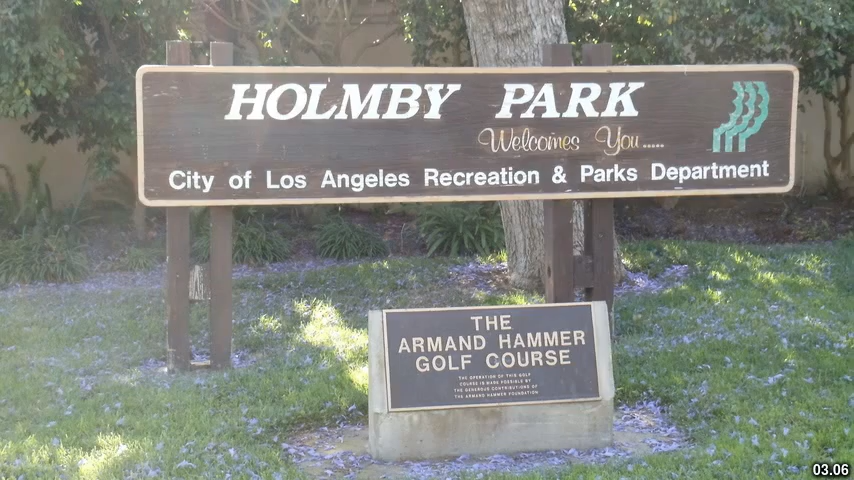 HOLMBY PARK
Welcomes You.....
City of Los Angeles Recreation & Parks Department
THE
ARMAND HAMMER
GOLF COURSE
THE OPERATION OF THIS GOLF
COURSE IS MADE POSSIBLE BY
THE GENEROUS CONTRIBUTIONS OF
THE ARMAND HAMMER FOUNDATION
03.06